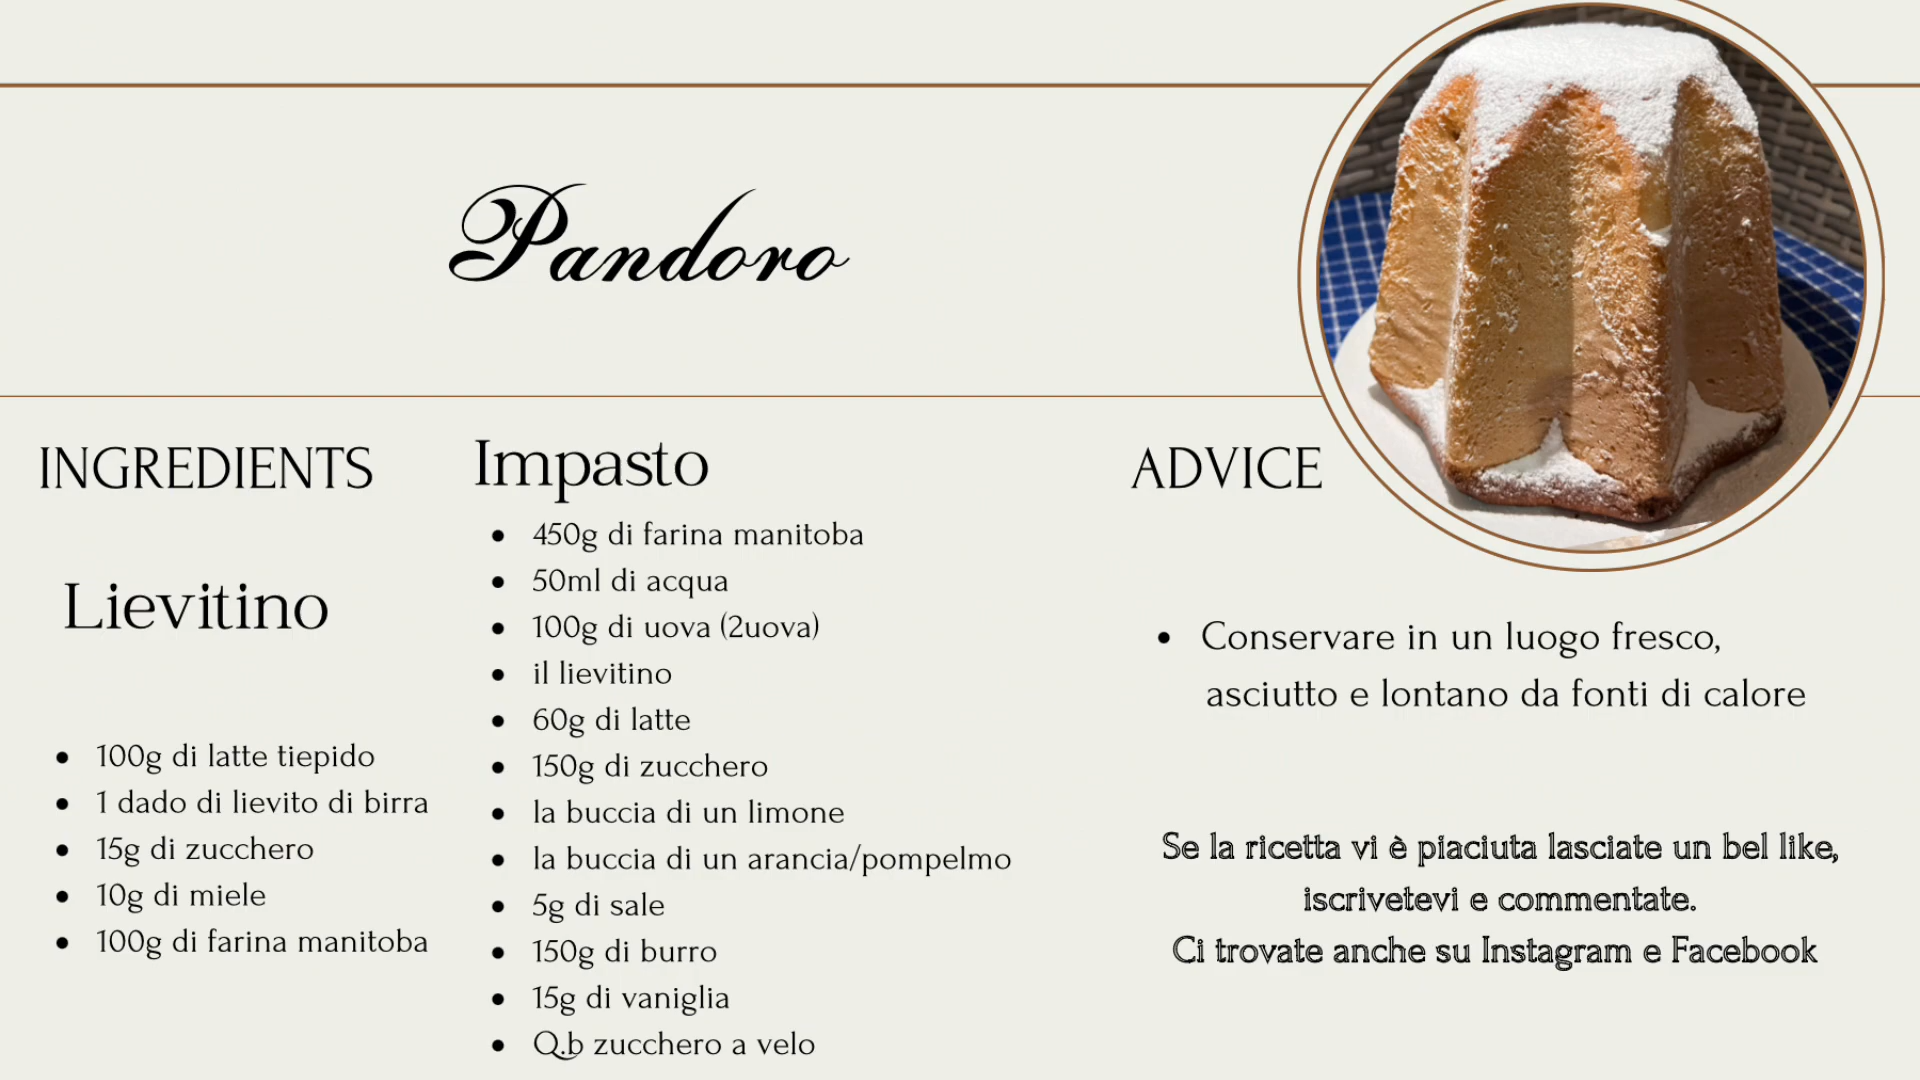 Pandoro
INGREDIENTS
Lievitino
100g di latte tiepido
1 dado di lievito di birra
15g di zucchero
10g di miele
100g di farina manitoba
Impasto
450g di farina manitoba
50ml di acqua
100g di uova (2uova)
il lievitino
60g di latte
150g di zucchero
la buccia di un limone
la buccia di un arancia/pompelmo
5g di sale
150g di burro
15g di vaniglia
Q.b zucchero a velo
ADVICE
Conservare in un luogo fresco,
asciutto e lontano da fonti di calore
Se la ricetta vi è piaciuta lasciate un bel like,
iscrivetevi e commentate.
Ci trovate anche su Instagram e Facebook